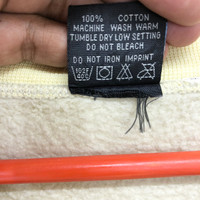 100% COTTON
MACHINE WASH WARM
TUMBLE DRY LOW SETTING
DO NOT BLEACH
DO NOT IRON IMPRINT